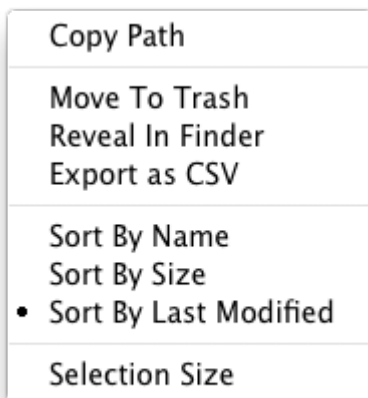 Copy Path
Move To Trash
Reveal In Finder
Export as CSV
Sort By Name
Sort By Size
• Sort By Last Modified
Selection Size